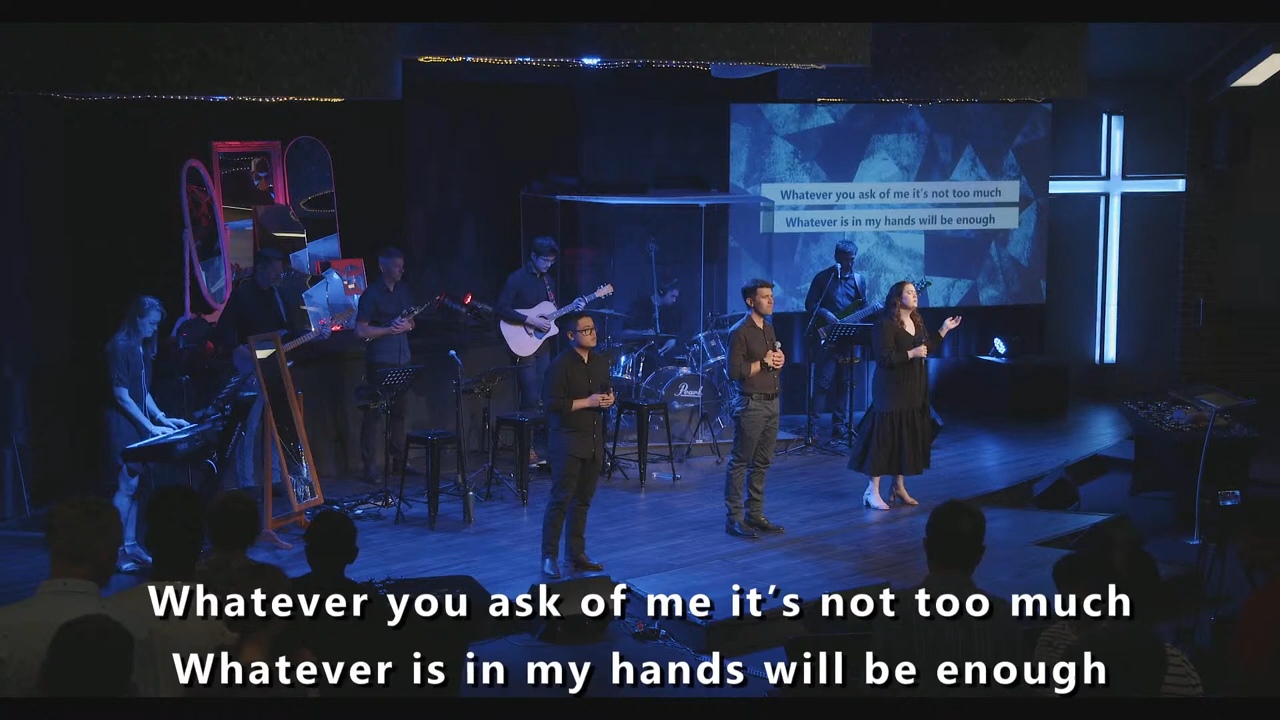 Whatever you ask of me it's not too much
Whatever is in my hands will be enough
Pearl
Whatever you ask of me it's not too much
Whatever is in my hands will be enough